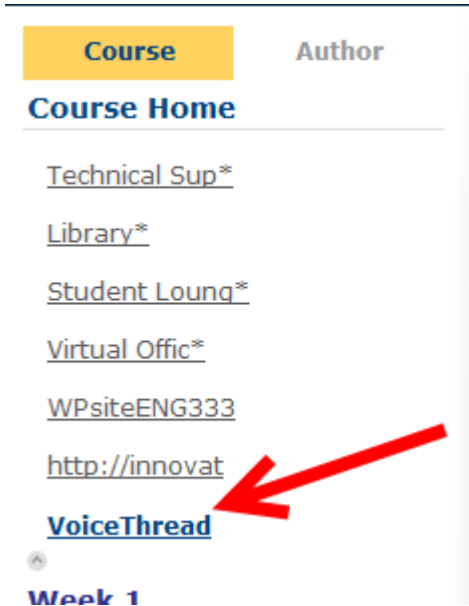 Course Author
Course Home
Technical Sup*
Library*
Student Loung*
Virtual Offic*
WPsiteENG333
http://innovat
VoiceThread
Week 1